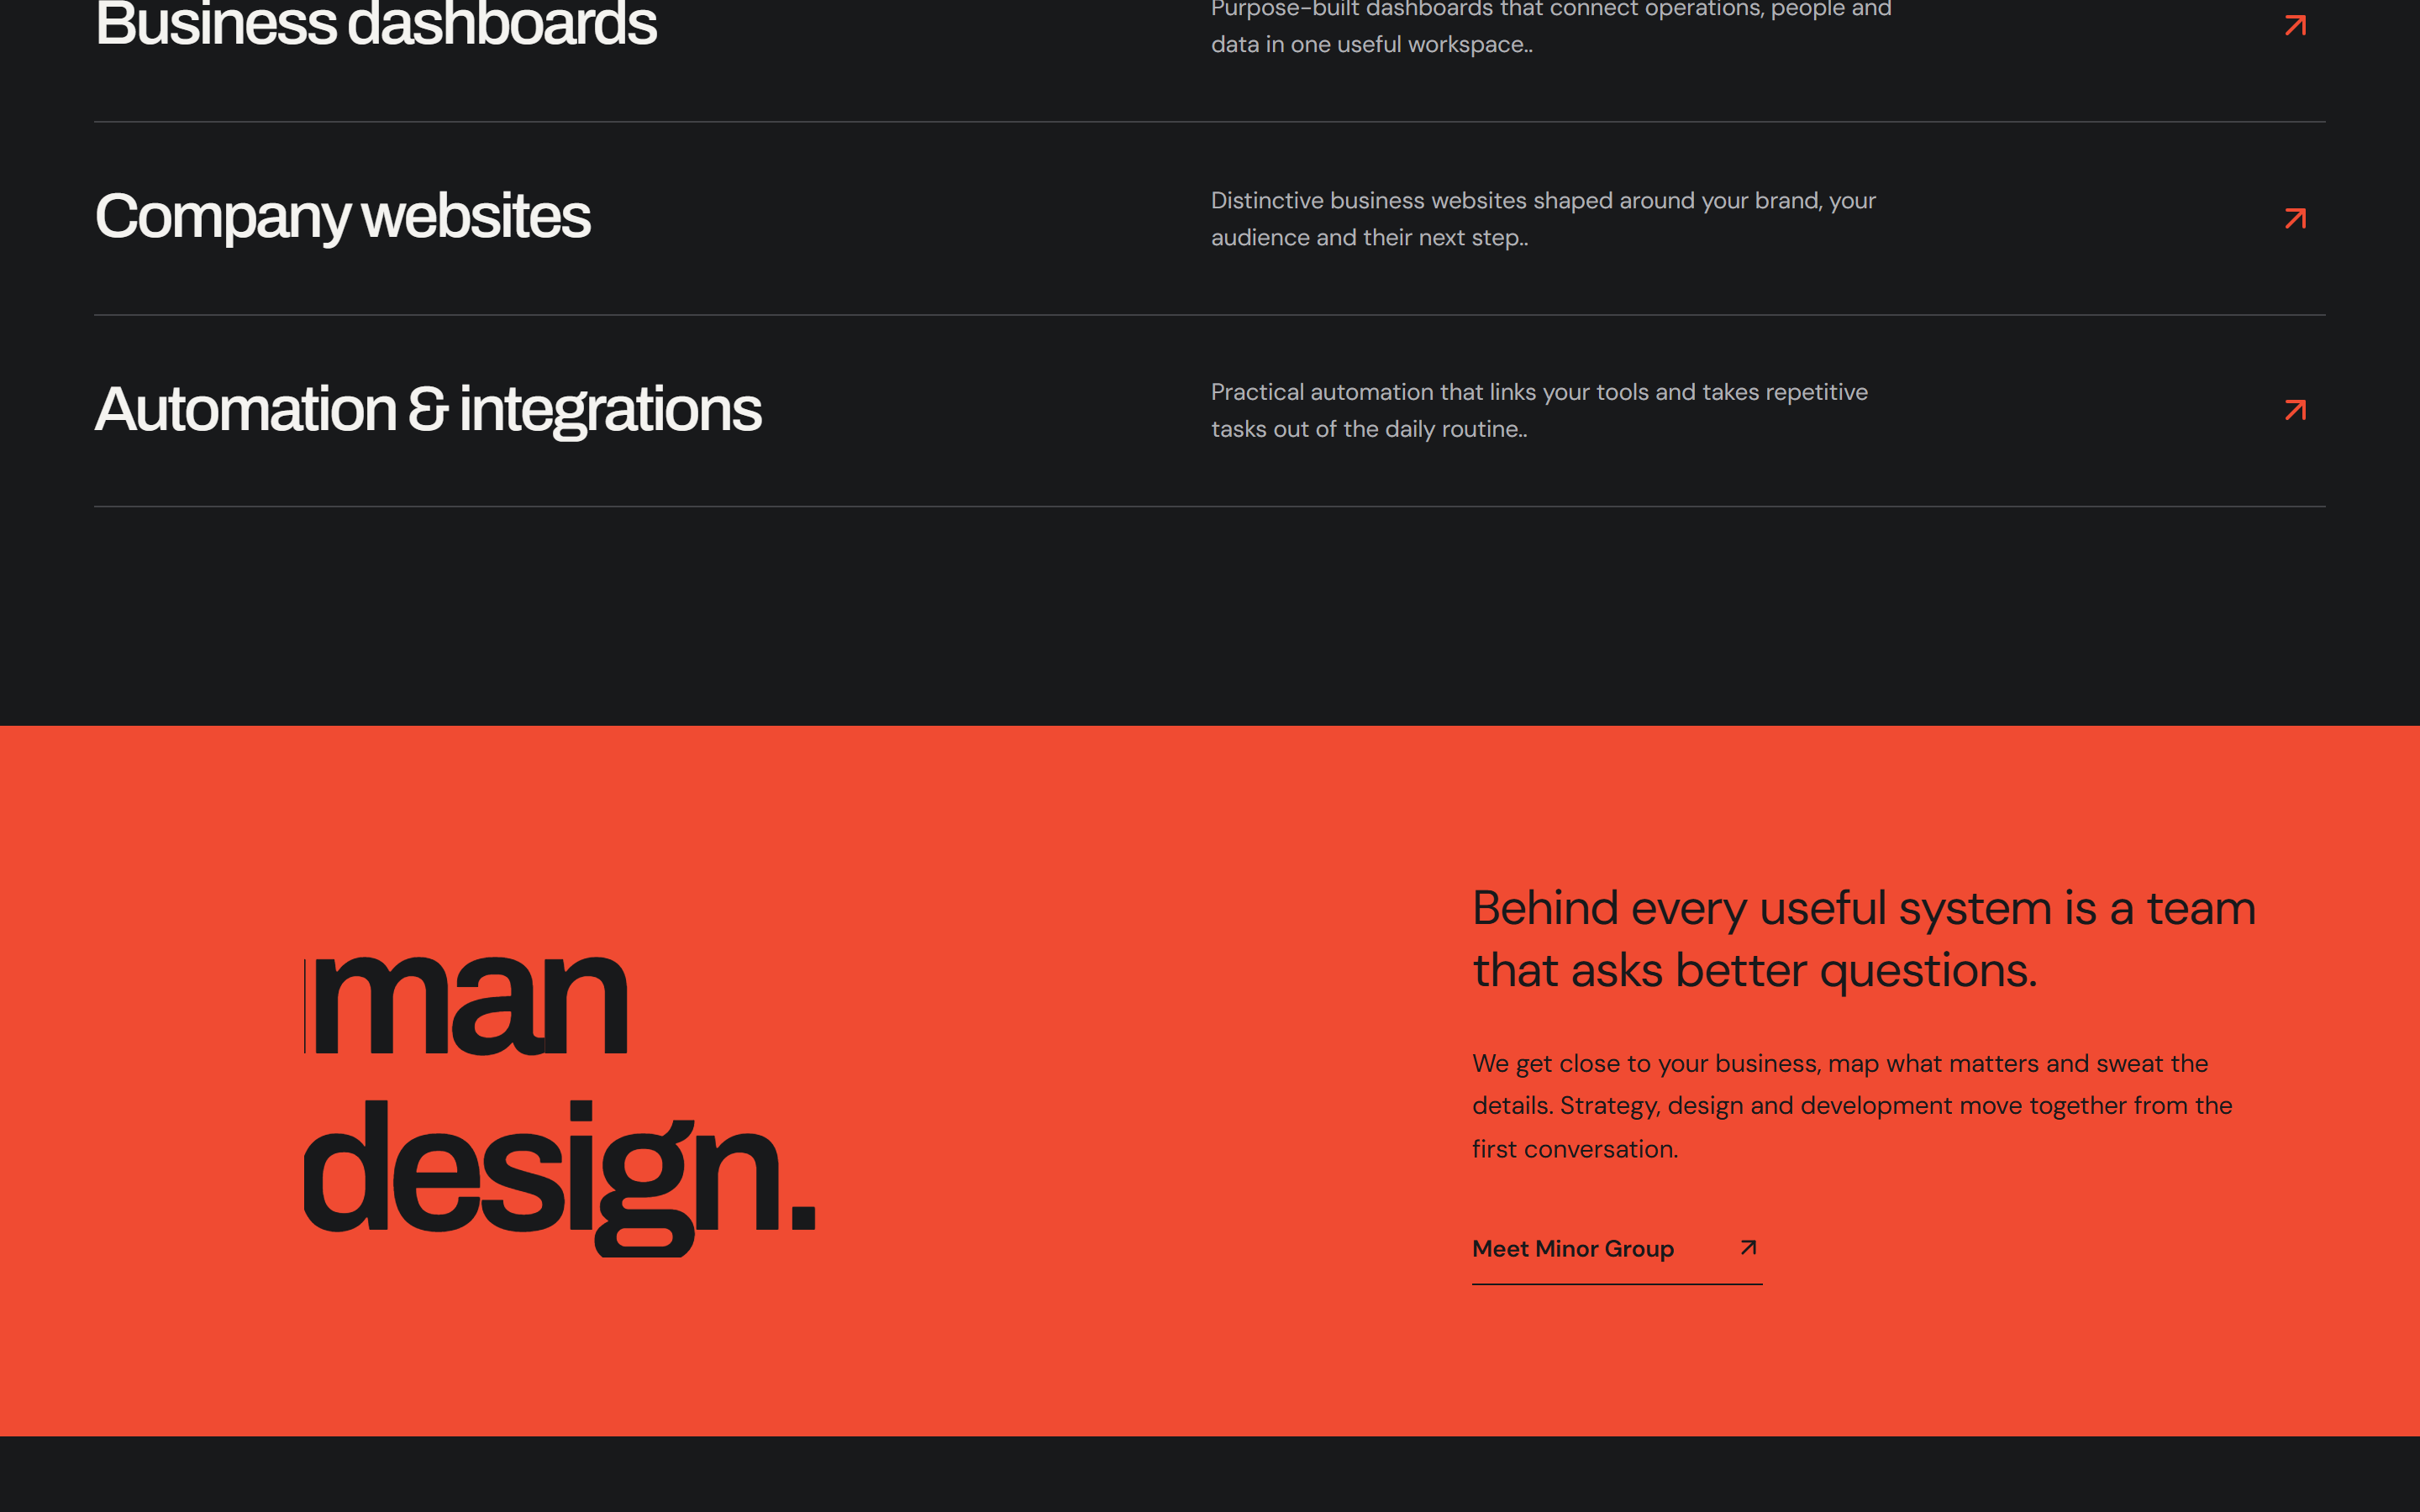 Business dashboards
Purpose-built dashboards that connect operations, people and
data in one useful workspace..
Company websites
Distinctive business websites shaped around your brand, your
audience and their next step..
Automation & integrations
Practical automation that links your tools and takes repetitive
tasks out of the daily routine..
man
design.
Behind every useful system is a team
that asks better questions.
We get close to your business, map what matters and sweat the
details. Strategy, design and development move together from the
first conversation.
Meet Minor Group